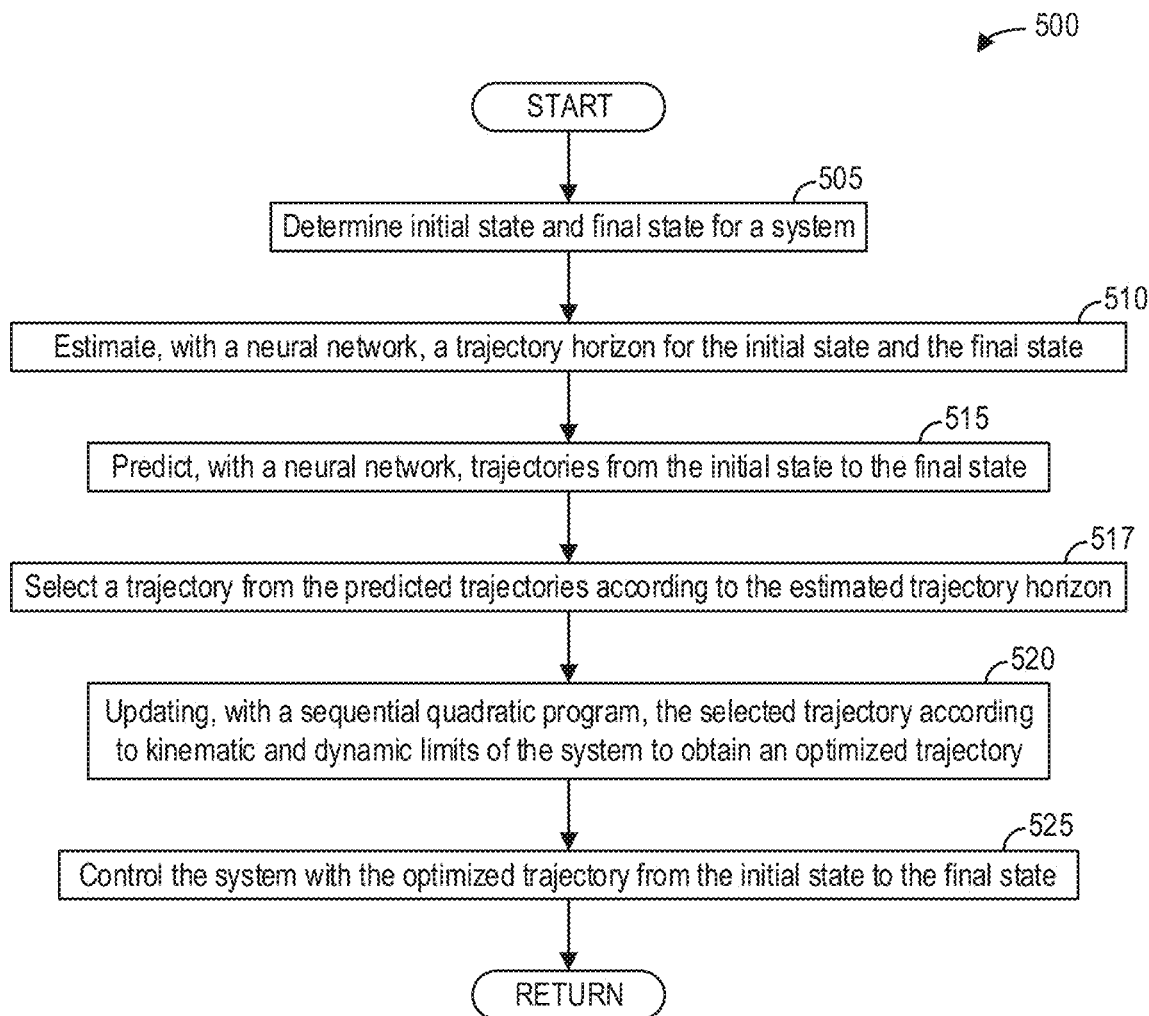 500
START
505
Determine initial state and final state for a system
510
Estimate, with a neural network, a trajectory horizon for the initial state and the final state
515
Predict, with a neural network, trajectories from the initial state to the final state
517
Select a trajectory from the predicted trajectories according to the estimated trajectory horizon
520
Updating, with a sequential quadratic program, the selected trajectory according
to kinematic and dynamic limits of the system to obtain an optimized trajectory
525
Control the system with the optimized trajectory from the initial state to the final state
RETURN